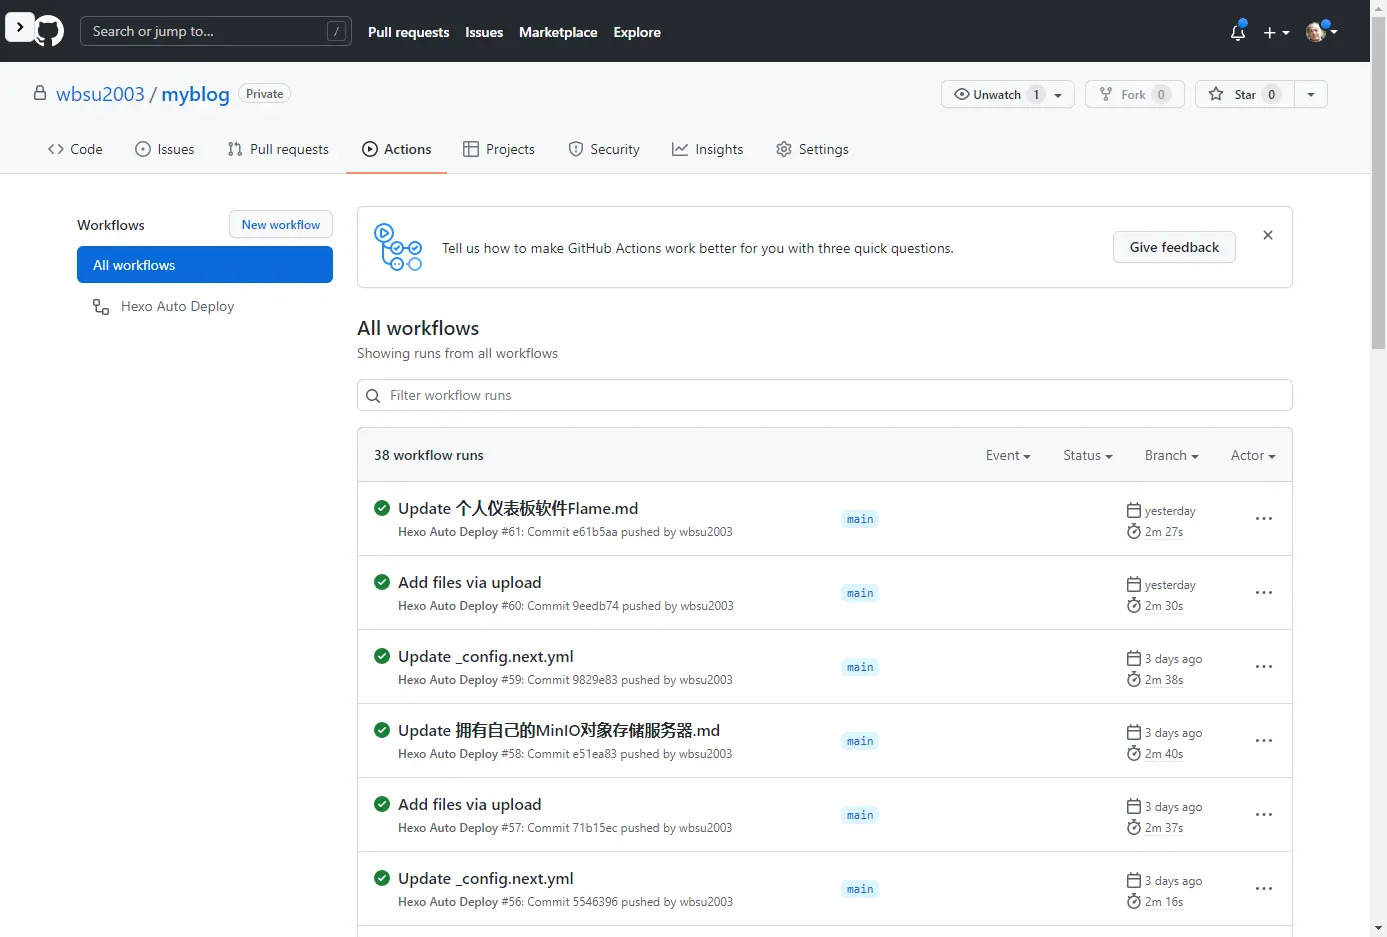 Search or jump to... /
Pull requests Issues Marketplace Explore
wbsu2003 / myblog Private
Unwatch 1 Fork 0 Star 0
Code Issues Pull requests Actions Projects Security Insights Settings
Workflows New workflow
All workflows
Hexo Auto Deploy
Tell us how to make GitHub Actions work better for you with three quick questions. Give feedback
All workflows
Showing runs from all workflows
Filter workflow runs
38 workflow runs Event Status Branch Actor
Update 个人仪表板软件Flame.md
Hexo Auto Deploy #61: Commit e61b5aa pushed by wbsu2003
main
yesterday
2m 27s
Add files via upload
Hexo Auto Deploy #60: Commit 9eedb74 pushed by wbsu2003
main
yesterday
2m 30s
Update _config.next.yml
Hexo Auto Deploy #59: Commit 9829e83 pushed by wbsu2003
main
3 days ago
2m 38s
Update 拥有自己的MinIO对象存储服务器.md
Hexo Auto Deploy #58: Commit e51ea83 pushed by wbsu2003
main
3 days ago
2m 40s
Add files via upload
Hexo Auto Deploy #57: Commit 71b15ec pushed by wbsu2003
main
3 days ago
2m 37s
Update _config.next.yml
Hexo Auto Deploy #56: Commit 5546396 pushed by wbsu2003
main
3 days ago
2m 16s